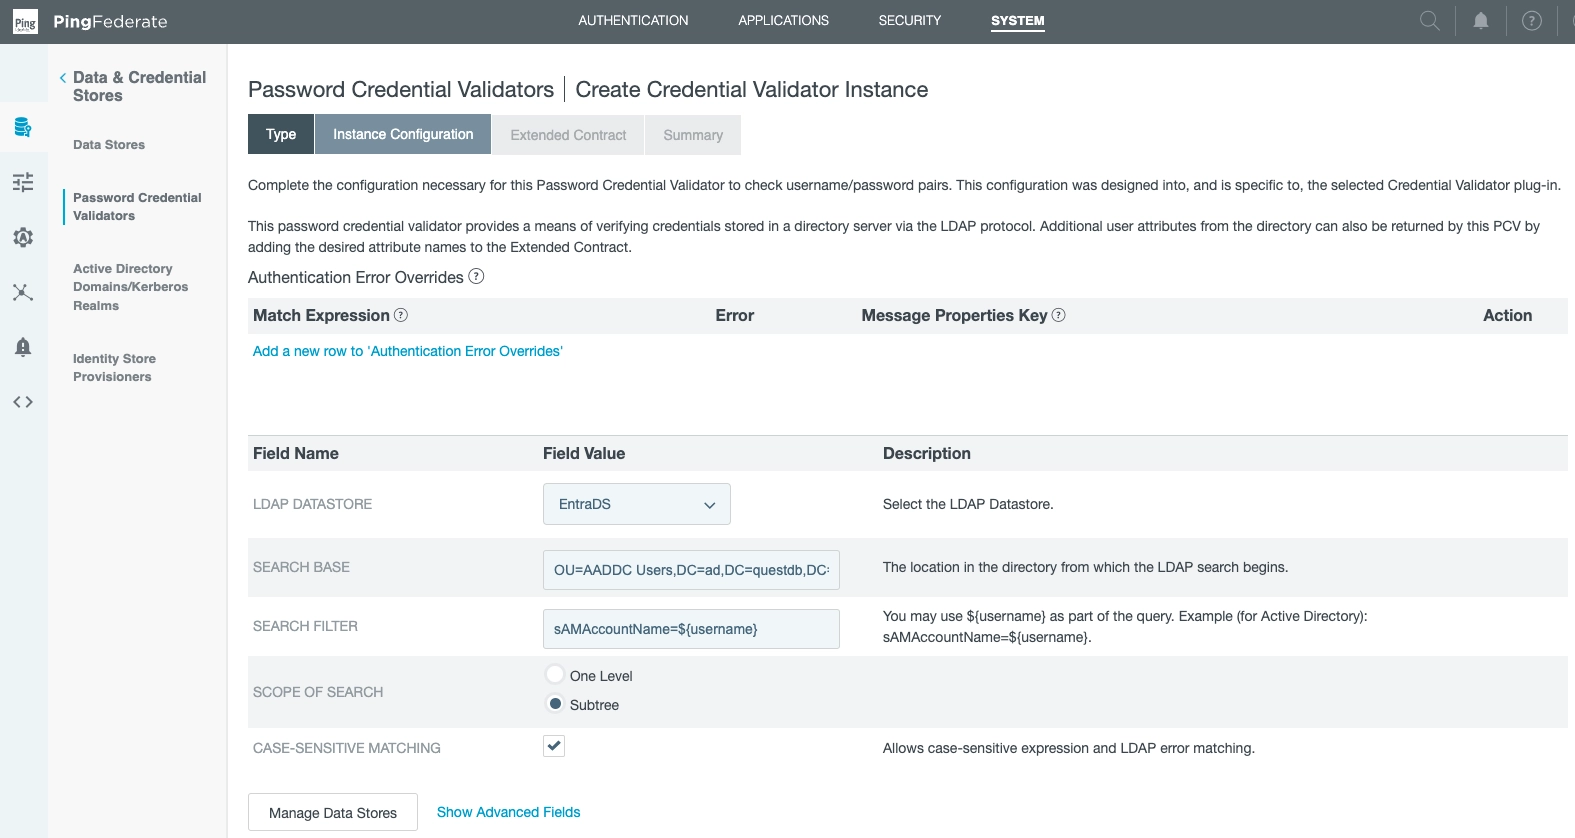 Ping
PingFederate
AUTHENTICATION
APPLICATIONS
SECURITY
SYSTEM
?
Data & Credential
Stores
Data Stores
Password Credential
Validators
Active Directory
Domains/Kerberos
Realms
Identity Store
Provisioners
Password Credential Validators | Create Credential Validator Instance
Type
Instance Configuration
Extended Contract
Summary
Complete the configuration necessary for this Password Credential Validator to check username/password pairs. This configuration was designed into, and is specific to, the selected Credential Validator plug-in.
This password credential validator provides a means of verifying credentials stored in a directory server via the LDAP protocol. Additional user attributes from the directory can also be returned by this PCV by
adding the desired attribute names to the Extended Contract.
Authentication Error Overrides ?
Match Expression ? Error Message Properties Key ? Action
Add a new row to 'Authentication Error Overrides'
Field Name Field Value Description
LDAP DATASTORE EntraDS Select the LDAP Datastore.
SEARCH BASE OU=AADDC Users,DC=ad,DC=questdb,DC= The location in the directory from which the LDAP search begins.
SEARCH FILTER sAMAccountName=${username} You may use ${username} as part of the query. Example (for Active Directory):
sAMAccountName=${username}.
SCOPE OF SEARCH
One Level
Subtree
CASE-SENSITIVE MATCHING Allows case-sensitive expression and LDAP error matching.
Manage Data Stores
Show Advanced Fields